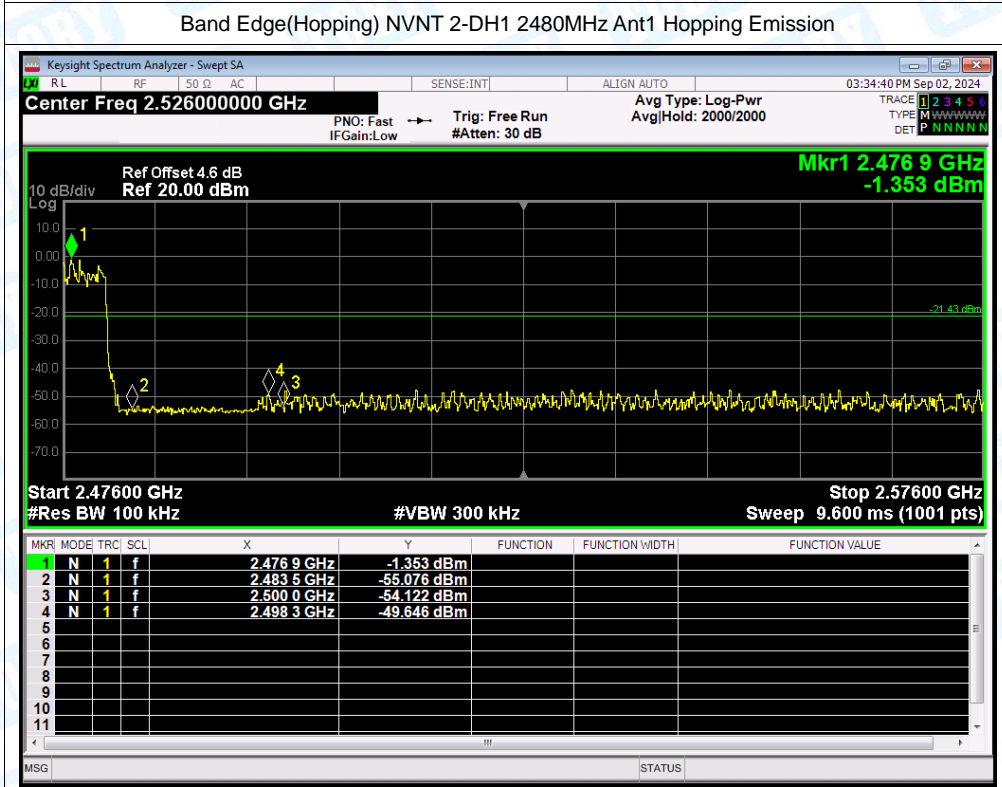 Band Edge(Hopping) NVNT 2-DH1 2480MHz Ant1 Hopping Emission
Keysight Spectrum Analyzer - Swept SA
LXI RL RF 50 Ω AC SENSE:INT ALIGN AUTO 03:34:40 PM Sep 02, 2024
Center Freq 2.526000000 GHz Avg Type: Log-Pwr TRACE 1 2 3 4 5 6
PNO: Fast Trig: Free Run Avg|Hold: 2000/2000 TYPE M W W W W W
IFGain:Low #Atten: 30 dB DET P N N N N N
Mkr1 2.476 9 GHz
Ref Offset 4.6 dB
10 dB/div Ref 20.00 dBm -1.353 dBm
Log
10.0
1
0.00
-10.0
-20.0
-21.43 dBm
-30.0
-40.0
4
3
2
-50.0
-60.0
-70.0
Start 2.47600 GHz Stop 2.57600 GHz
#Res BW 100 kHz #VBW 300 kHz Sweep 9.600 ms (1001 pts)
MKR MODE TRC SCL X Y FUNCTION FUNCTION WIDTH FUNCTION VALUE
1 N 1 f 2.476 9 GHz -1.353 dBm
2 N 1 f 2.483 5 GHz -55.076 dBm
3 N 1 f 2.500 0 GHz -54.122 dBm
4 N 1 f 2.498 3 GHz -49.646 dBm
5
6
7
8
9
10
11
MSG STATUS